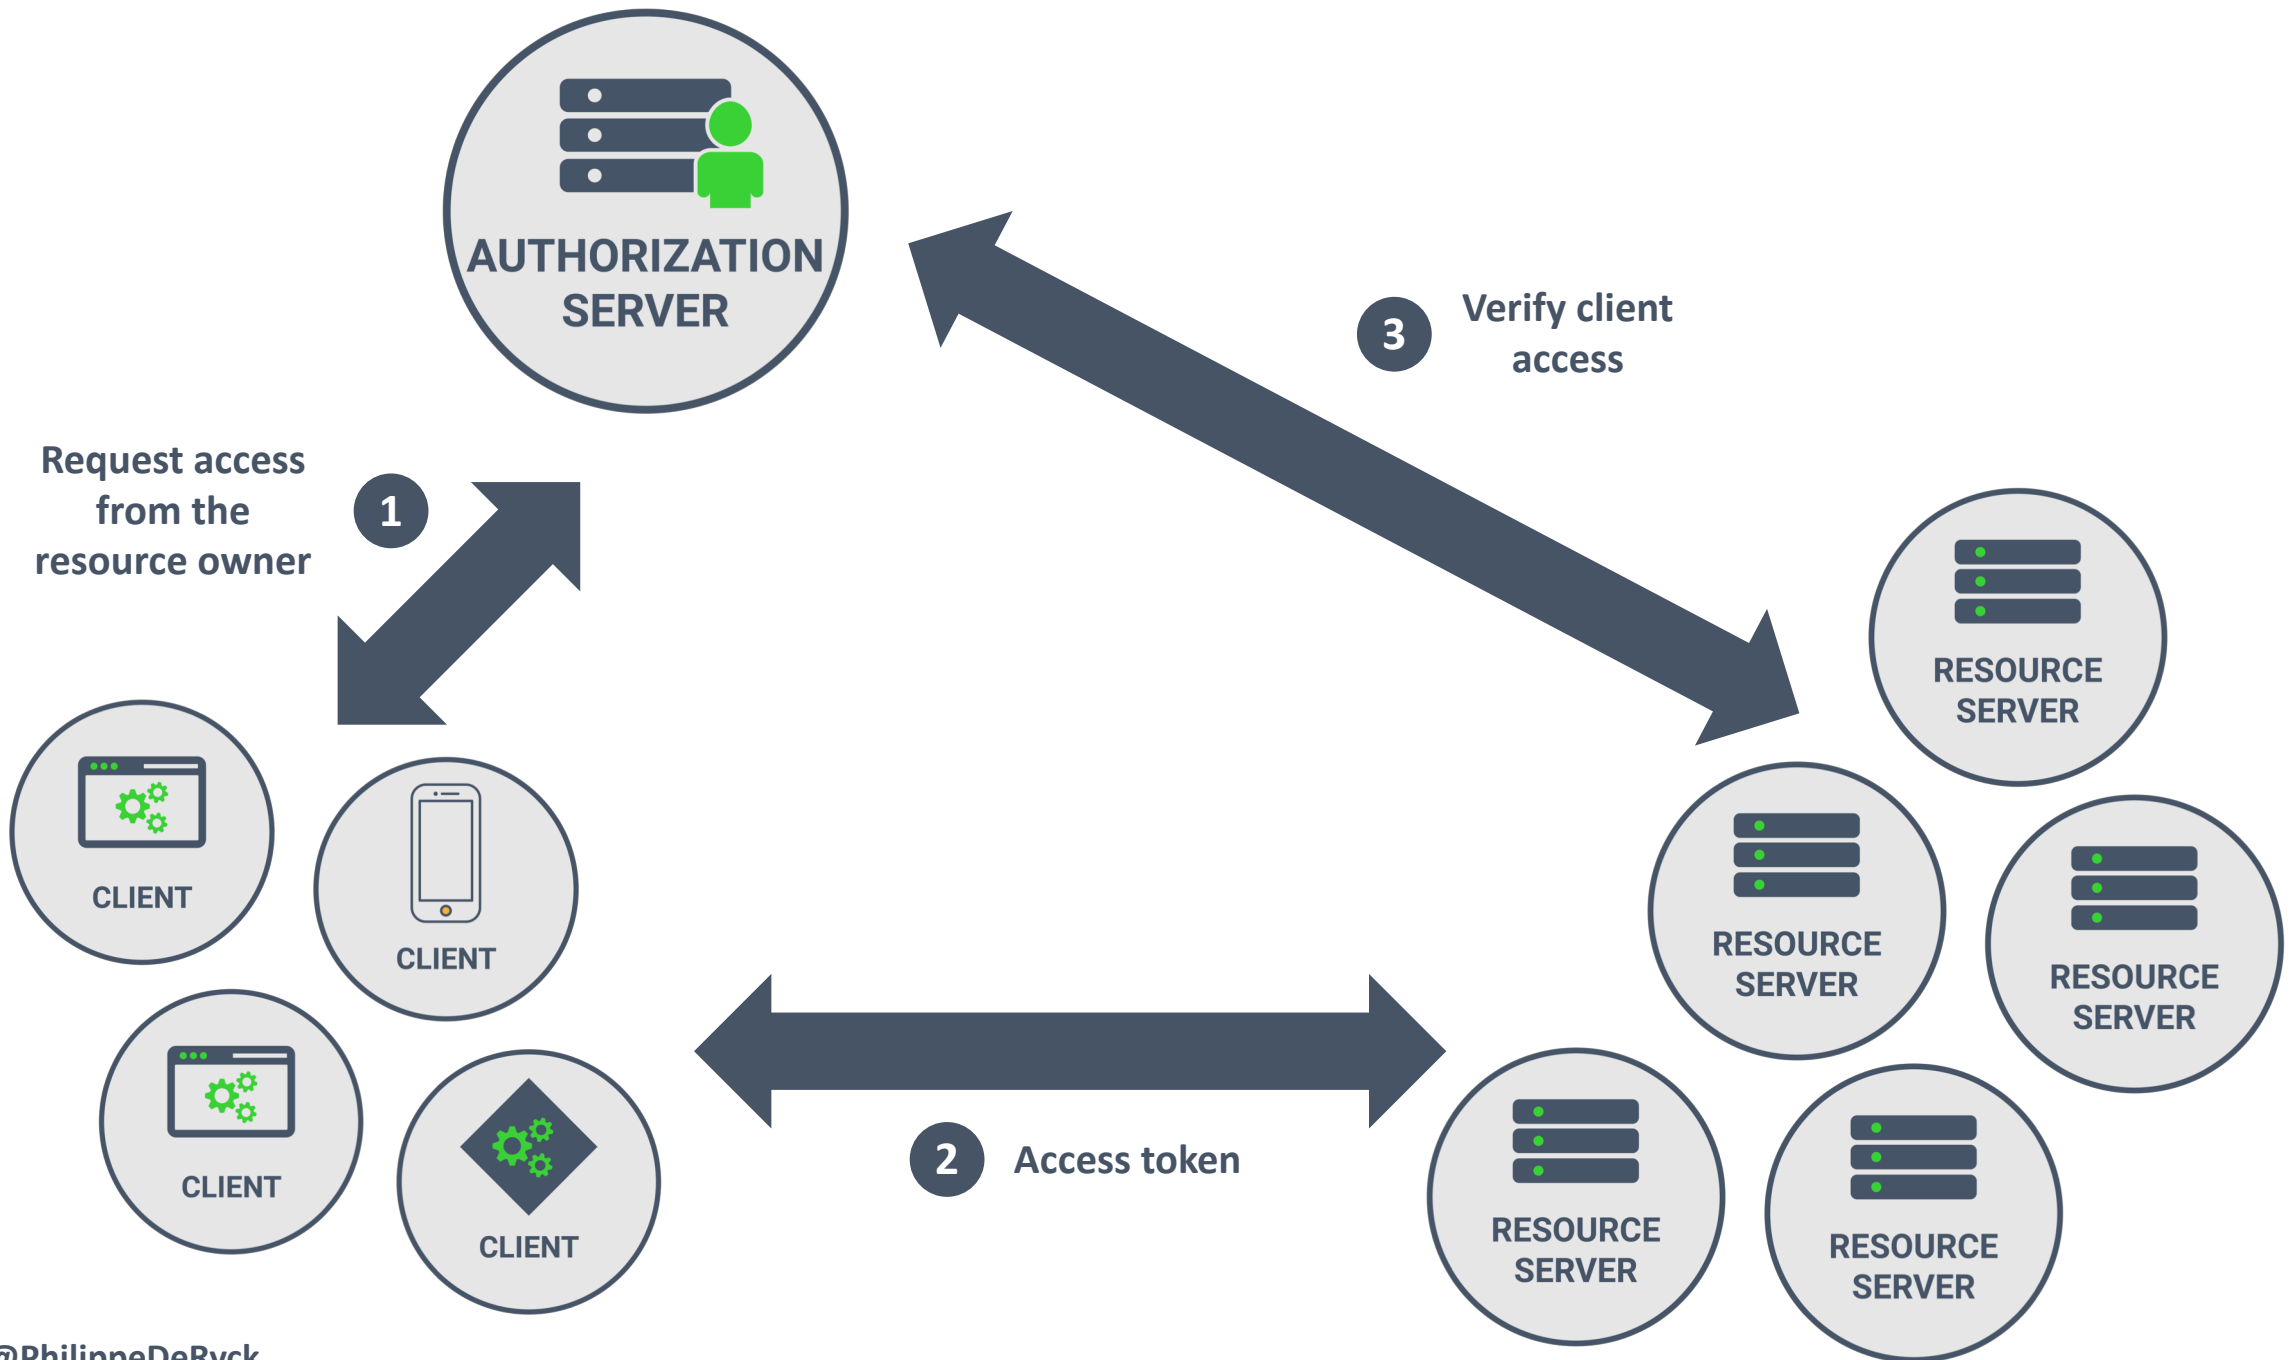 AUTHORIZATION
SERVER
3
Verify client
access
Request access
from the
resource owner
1
RESOURCE
SERVER
CLIENT
CLIENT
RESOURCE
SERVER
RESOURCE
SERVER
2
Access token
CLIENT
CLIENT
RESOURCE
SERVER
RESOURCE
SERVER
@PhilippeDeRyck